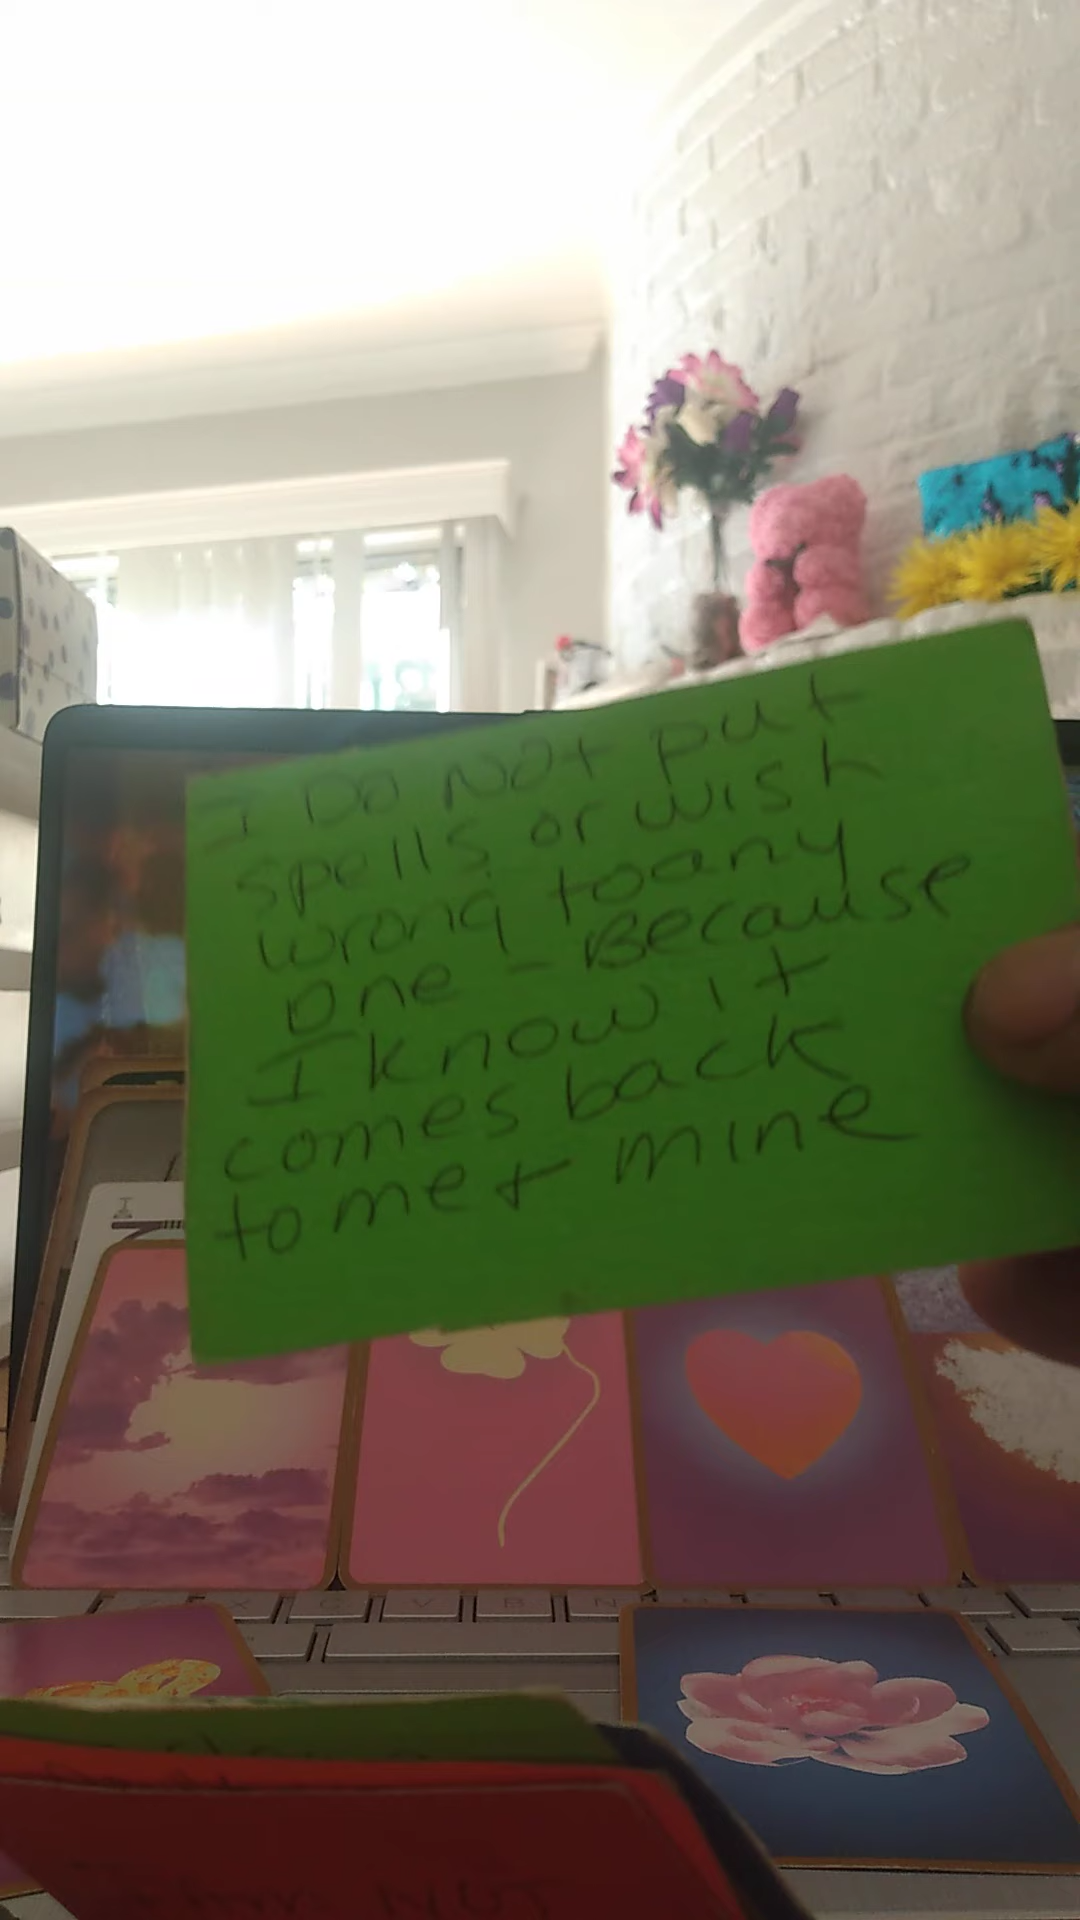 I Do Not put
spells or wish
wrong to any
one - Because
I know it
comes back
to me + mine